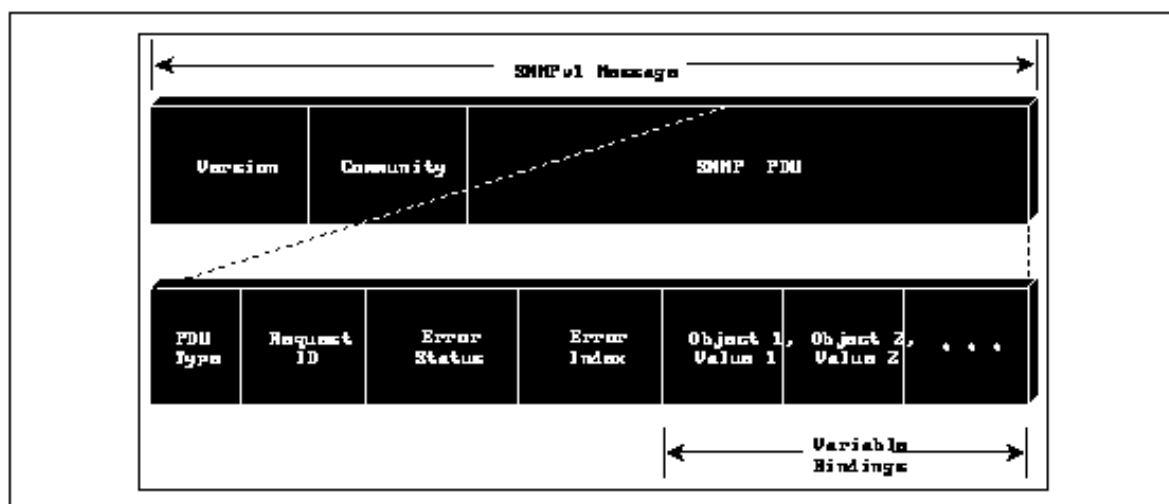 SNMPv1 Message
Version
Community
SNMP PDU
PDU
Type
Request
ID
Error
Status
Error
Index
Object 1,
Value 1
Object 2,
Value 2
. . .
Variable
Bindings